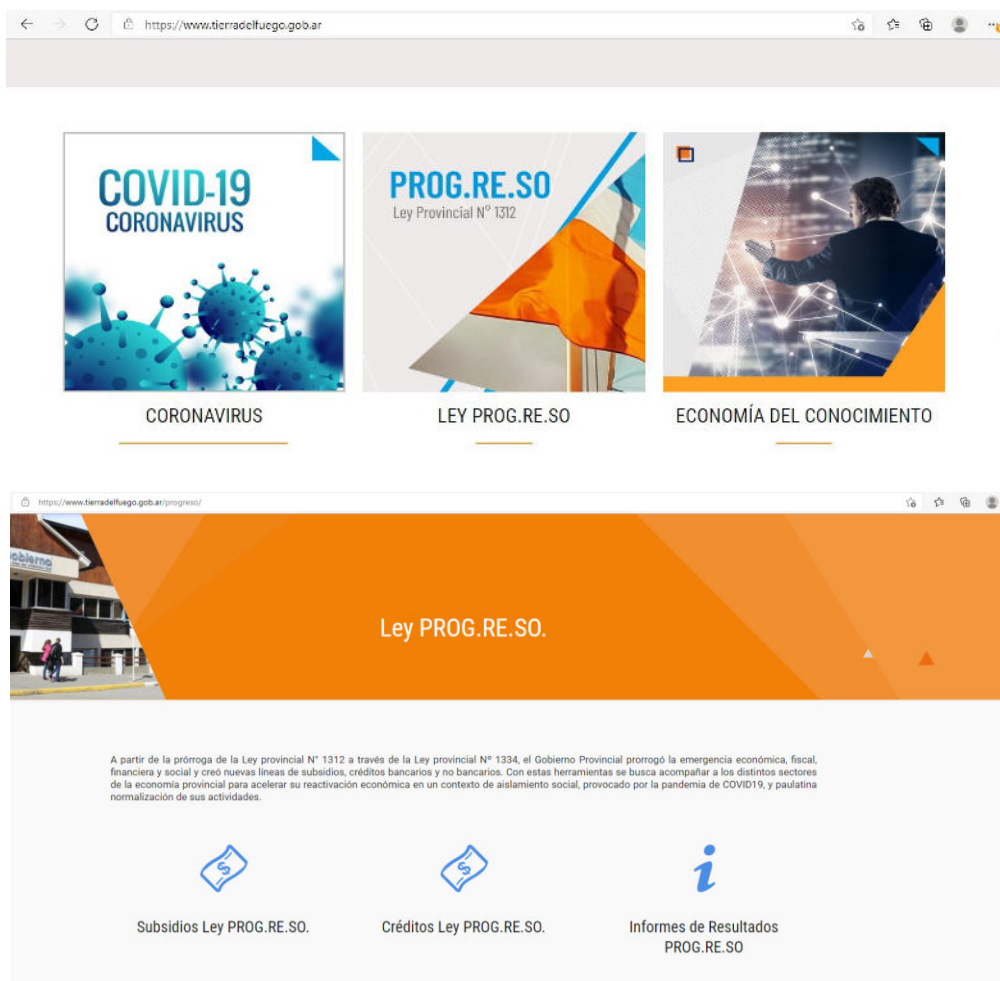 https://www.tierradelfuego.gob.ar
COVID-19
CORONAVIRUS
PROG.RE.SO
Ley Provincial N° 1312
CORONAVIRUS
LEY PROG.RE.SO
ECONOMÍA DEL CONOCIMIENTO
https://www.tierradelfuego.gob.ar/progreso/
Gobierno
Ley PROG.RE.SO.
A partir de la prórroga de la Ley provincial N° 1312 a través de la Ley provincial Nº 1334, el Gobierno Provincial prorrogó la emergencia económica, fiscal,
financiera y social y creó nuevas líneas de subsidios, créditos bancarios y no bancarios. Con estas herramientas se busca acompañar a los distintos sectores
de la economía provincial para acelerar su reactivación económica en un contexto de aislamiento social, provocado por la pandemia de COVID19, y paulatina
normalización de sus actividades.
Subsidios Ley PROG.RE.SO.
Créditos Ley PROG.RE.SO.
Informes de Resultados
PROG.RE.SO